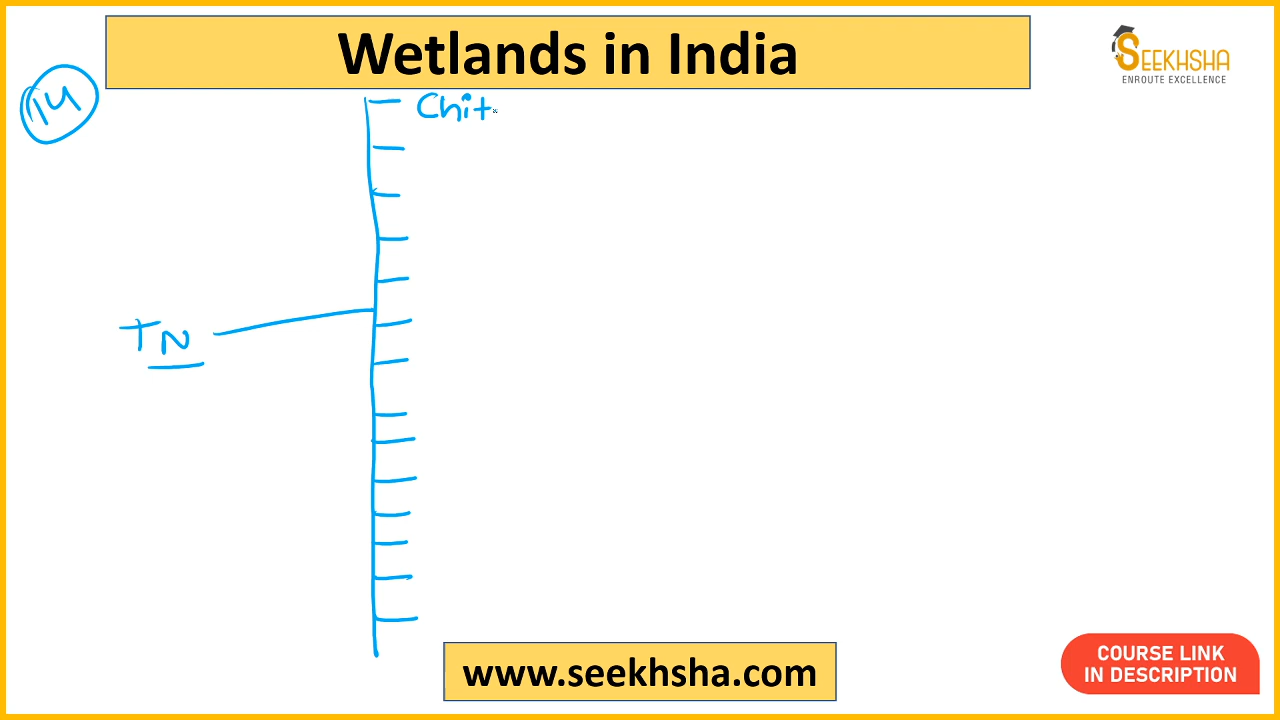 Wetlands in India
SEEKHSHA
ENROUTE EXCELLENCE
14
Chit
TN
www.seekhsha.com
COURSE LINK
IN DESCRIPTION